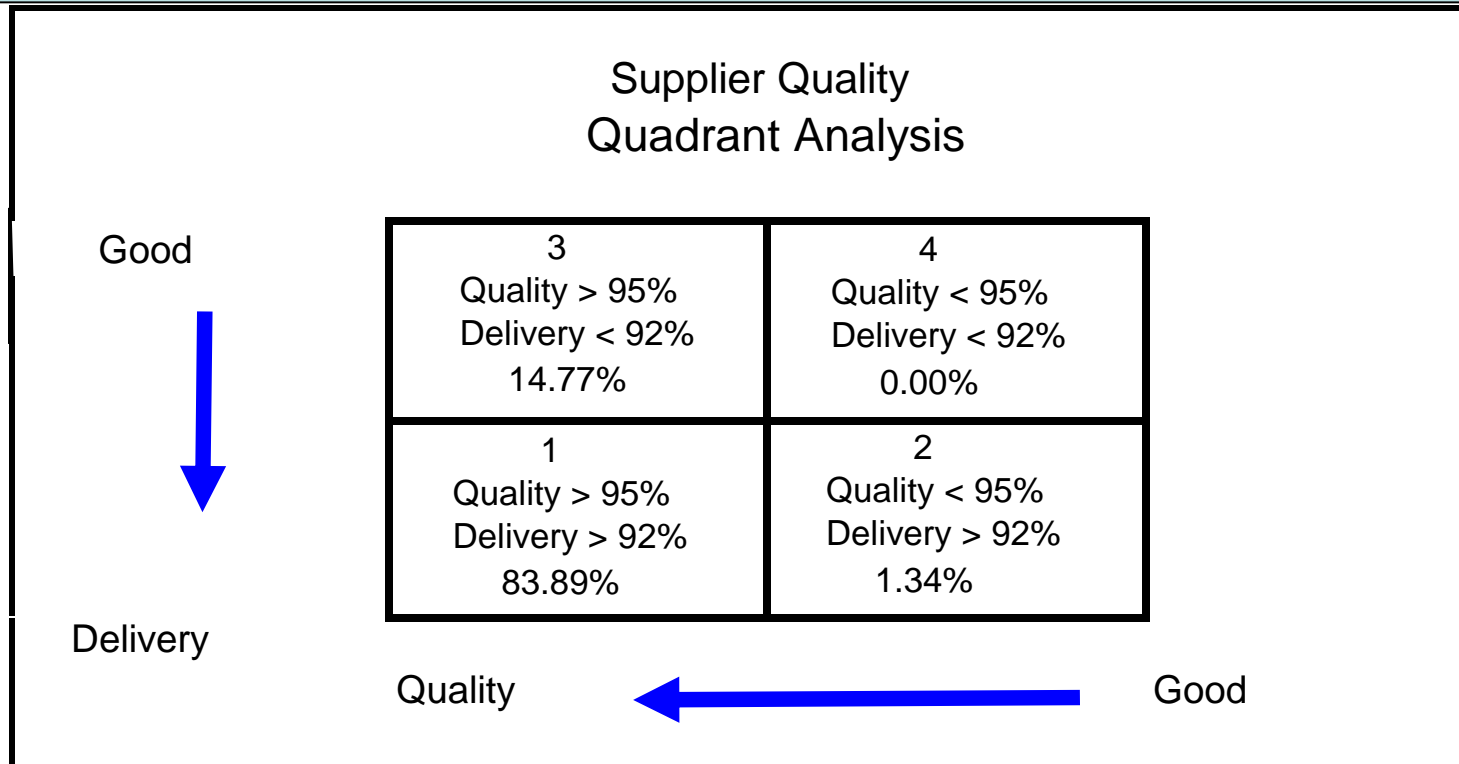 Supplier Quality
Quadrant Analysis
Good
3
Quality > 95%
Delivery < 92%
14.77%
4
Quality < 95%
Delivery < 92%
0.00%
1
Quality > 95%
Delivery > 92%
83.89%
2
Quality < 95%
Delivery > 92%
1.34%
Delivery
Quality
Good